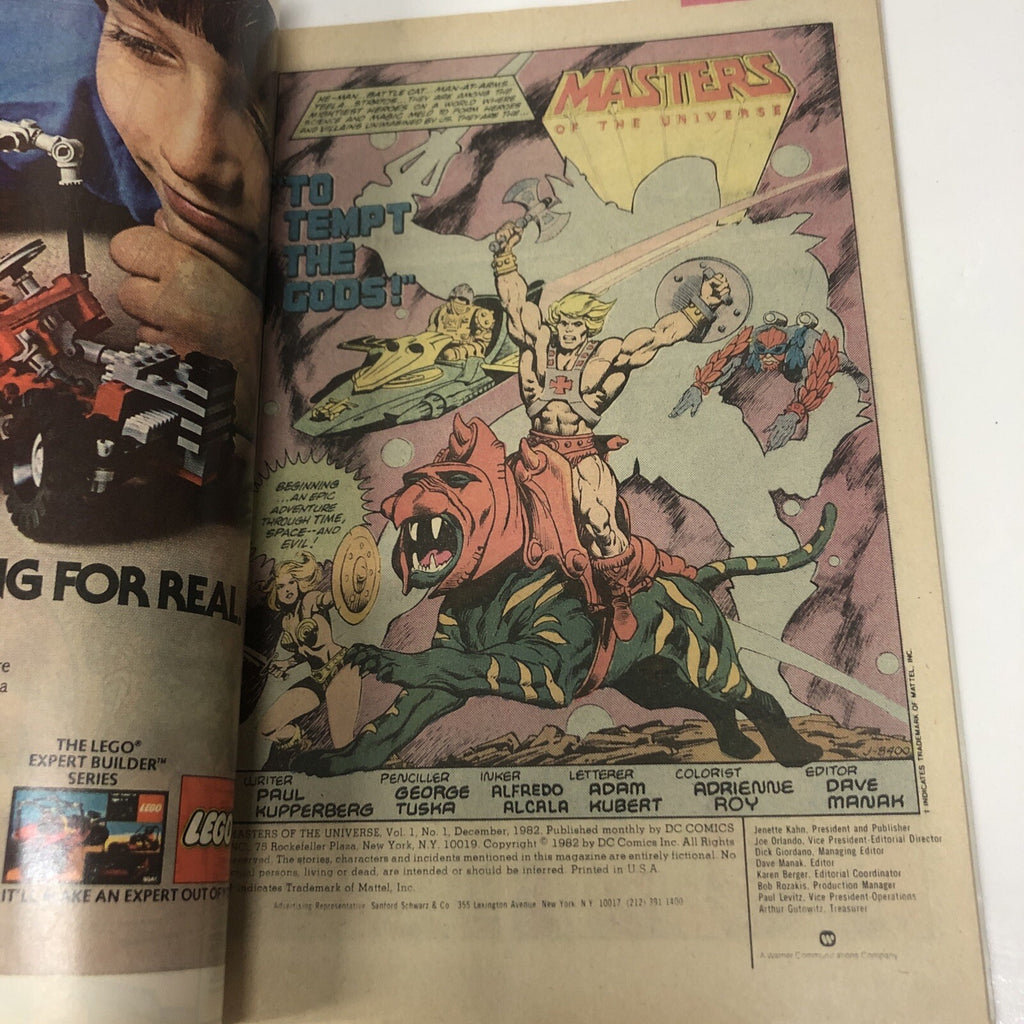 NG FOR REAL.
re
a
THE LEGO®
EXPERT BUILDER™
SERIES
LEGO
LEGO
IT'LL MAKE AN EXPERT OUT OF
HE-MAN. BATTLE CAT. MAN-AT-ARMS.
TEELA. STRATOS. THEY ARE AMONG THE
MIGHTIEST HEROES ON A WORLD WHERE
SCIENCE AND MAGIC MELD TO FORM HEROES
AND VILLAINS UNIMAGINED BY US. THEY ARE THE...
MASTERS
OF THE UNIVERSE
"TO
TEMPT
THE
GODS!"
BEGINNING
...AN EPIC
ADVENTURE
THROUGH TIME,
SPACE--AND
EVIL!
J-8400
† INDICATES TRADEMARK OF MATTEL, INC.
WRITER
PAUL
KUPPERBERG
PENCILLER
GEORGE
TUSKA
INKER
ALFREDO
ALCALA
LETTERER
ADAM
KUBERT
COLORIST
ADRIENNE
ROY
EDITOR
DAVE
MANAK
MASTERS OF THE UNIVERSE, Vol. 1, No. 1, December, 1982. Published monthly by DC COMICS
INC., 75 Rockefeller Plaza, New York, N.Y. 10019. Copyright © 1982 by DC Comics Inc. All Rights
Reserved. The stories, characters and incidents mentioned in this magazine are entirely fictional. No
actual persons, living or dead, are intended or should be inferred. Printed in U.S.A.
Indicates Trademark of Mattel, Inc.
Advertising Representative: Sanford Schwarz & Co. 355 Lexington Avenue, New York, N.Y. 10017 (212) 391-1400
Jenette Kahn, President and Publisher
Joe Orlando, Vice President-Editorial Director
Dick Giordano, Managing Editor
Dave Manak, Editor
Karen Berger, Editorial Coordinator
Bob Rozakis, Production Manager
Paul Levitz, Vice President-Operations
Arthur Gutowitz, Treasurer
A Warner Communications Company